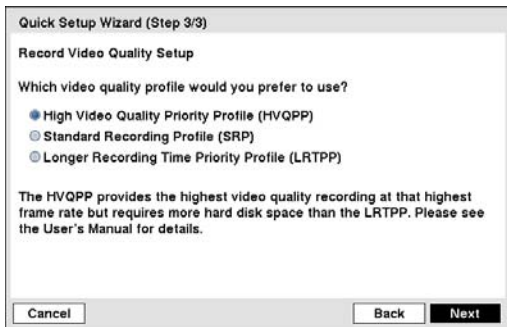 Quick Setup Wizard (Step 3/3)
Record Video Quality Setup
Which video quality profile would you prefer to use?
High Video Quality Priority Profile (HVQPP)
Standard Recording Profile (SRP)
Longer Recording Time Priority Profile (LRTPP)
The HVQPP provides the highest video quality recording at that highest
frame rate but requires more hard disk space than the LRTPP. Please see
the User's Manual for details.
Cancel
Back
Next